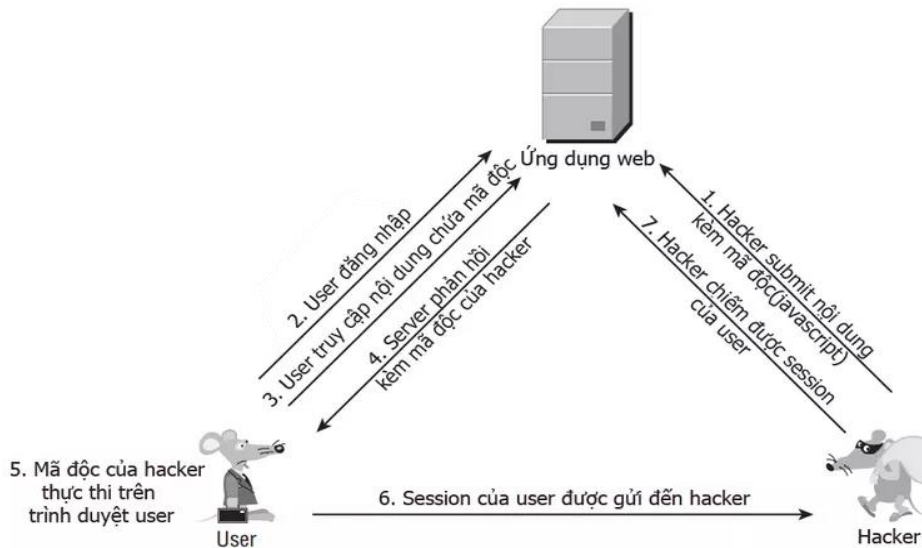 Ứng dụng web
1. Hacker submit nội dung
kèm mã độc(javascript)
2. User đăng nhập
3. User truy cập nội dung chứa mã độc
4. Server phản hồi
kèm mã độc của hacker
5. Mã độc của hacker
thực thi trên
trình duyệt user
6. Session của user được gửi đến hacker
7. Hacker chiếm được session
của user
User
Hacker